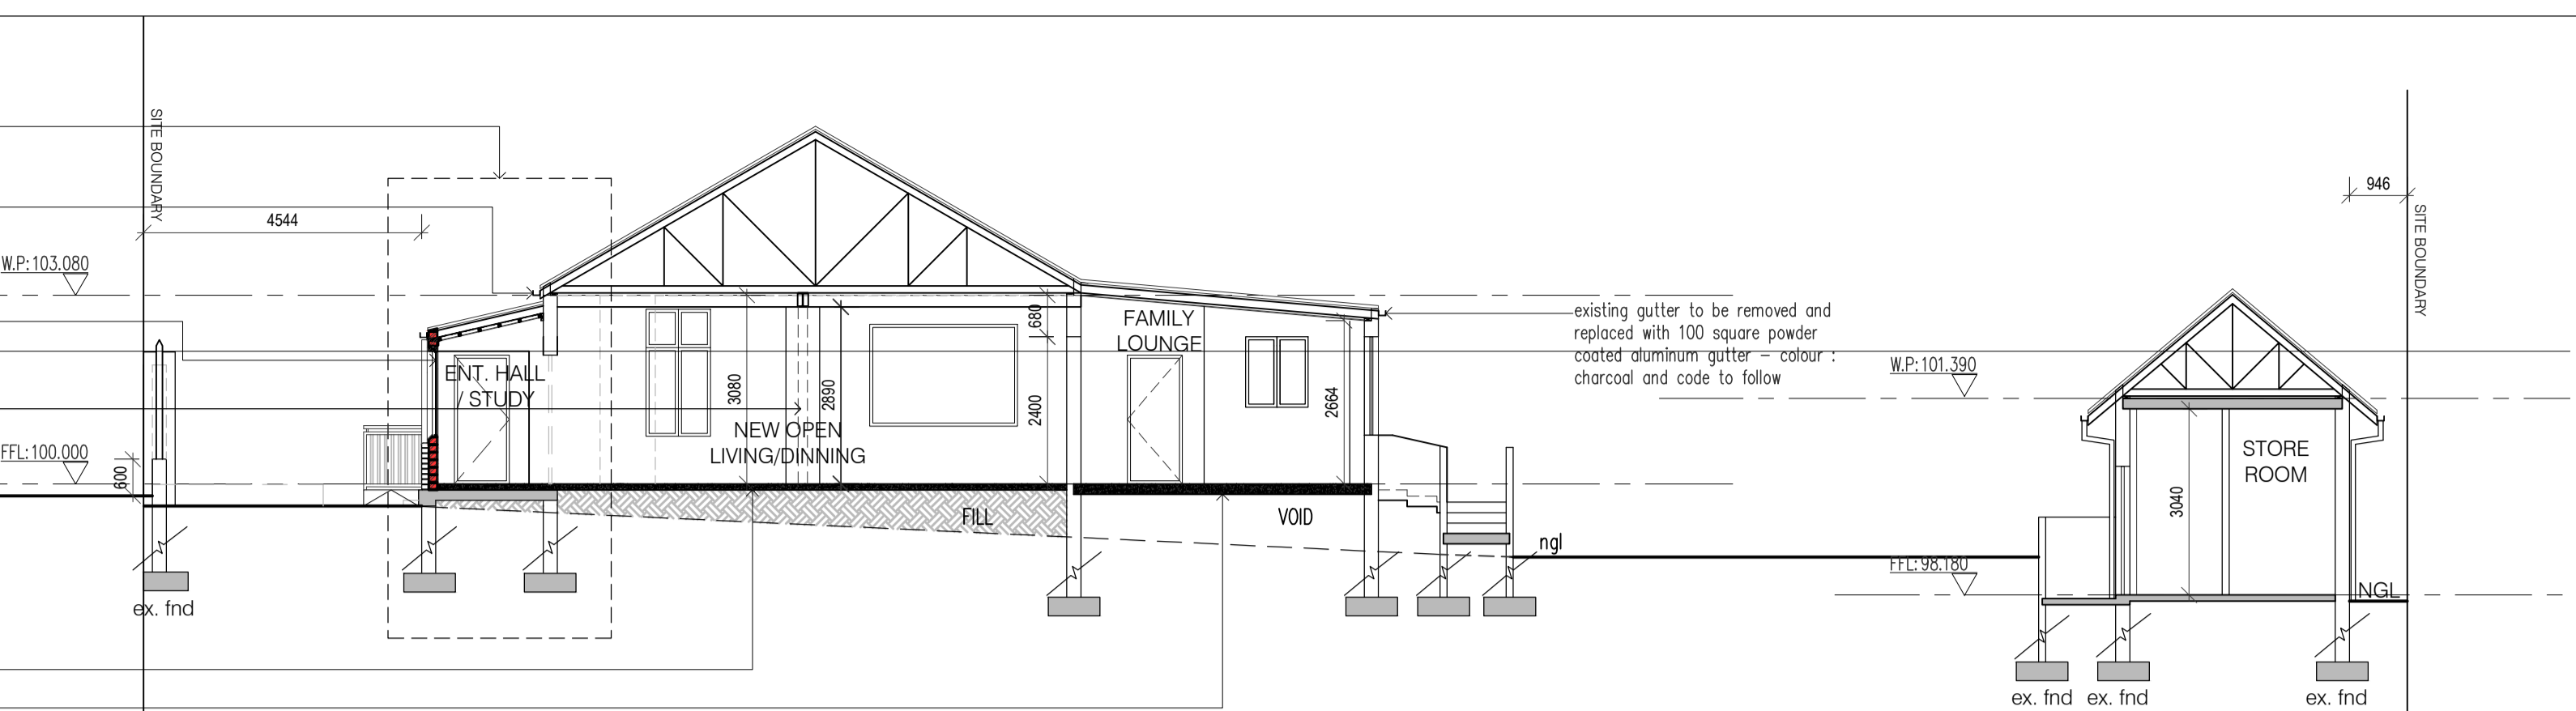 SITE BOUNDARY
4544
W.P:103.080
FFL:100.000
600
ex. fnd
ENT. HALL
/ STUDY
3080
2890
NEW OPEN
LIVING/DINNING
680
2400
FILL
FAMILY
LOUNGE
2664
VOID
existing gutter to be removed and
replaced with 100 square powder
coated aluminum gutter – colour :
charcoal and code to follow
ngl
W.P:101.390
FFL:98.180
946
SITE BOUNDARY
STORE
ROOM
3040
NGL
ex. fnd
ex. fnd
ex. fnd